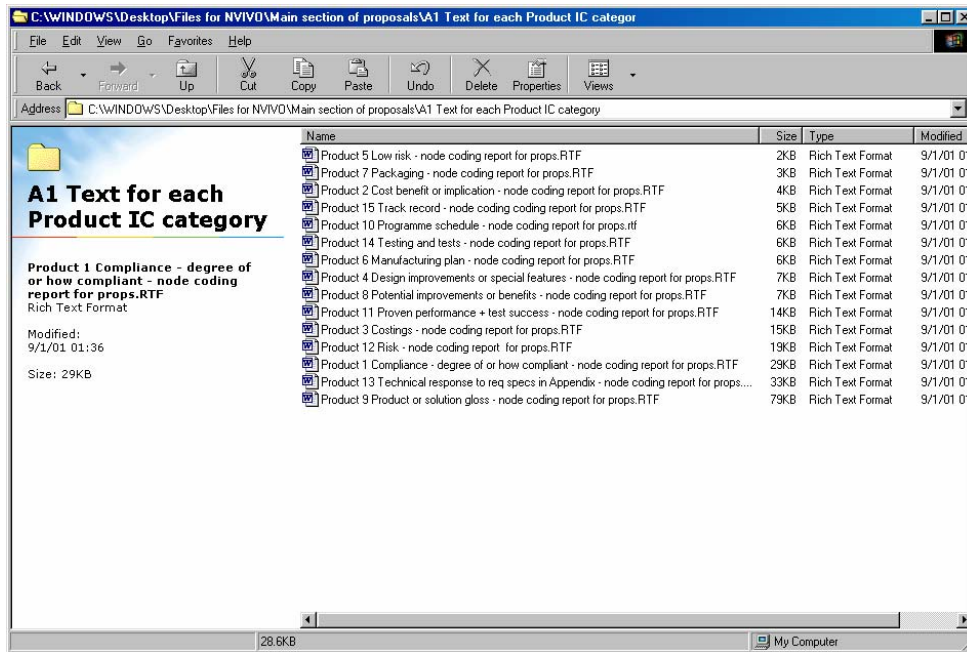 C:\WINDOWS\Desktop\Files for NVIVO\Main section of proposals\A1 Text for each Product IC categor
File Edit View Go Favorites Help
Back Forward Up Cut Copy Paste Undo Delete Properties Views
Address C:\WINDOWS\Desktop\Files for NVIVO\Main section of proposals\A1 Text for each Product IC category
A1 Text for each
Product IC category
Product 1 Compliance - degree of
or how compliant - node coding
report for props.RTF
Rich Text Format
Modified:
9/1/01 01:36
Size: 29KB
Name Size Type Modified
Product 5 Low risk - node coding report for props.RTF 2KB Rich Text Format 9/1/01 0
Product 7 Packaging - node coding report for props.RTF 3KB Rich Text Format 9/1/01 0
Product 2 Cost benefit or implication - node coding report for props.RTF 4KB Rich Text Format 9/1/01 0
Product 15 Track record - node coding coding report for props.RTF 5KB Rich Text Format 9/1/01 0
Product 10 Programme schedule - node coding report for props.rtf 6KB Rich Text Format 9/1/01 0
Product 14 Testing and tests - node coding report for props.RTF 6KB Rich Text Format 9/1/01 0
Product 6 Manufacturing plan - node coding report for props.RTF 6KB Rich Text Format 9/1/01 0
Product 4 Design improvements or special features - node coding report for props.RTF 7KB Rich Text Format 9/1/01 0
Product 8 Potential improvements or benefits - node coding report for props.RTF 7KB Rich Text Format 9/1/01 0
Product 11 Proven performance + test success - node coding report for props.RTF 14KB Rich Text Format 9/1/01 0
Product 3 Costings - node coding report for props.RTF 15KB Rich Text Format 9/1/01 0
Product 12 Risk - node coding report for props.RTF 19KB Rich Text Format 9/1/01 0
Product 1 Compliance - degree of or how compliant - node coding report for props.RTF 29KB Rich Text Format 9/1/01 0
Product 13 Technical response to req specs in Appendix - node coding report for props.... 33KB Rich Text Format 9/1/01 0
Product 9 Product or solution gloss - node coding report for props.RTF 79KB Rich Text Format 9/1/01 0
28.6KB My Computer